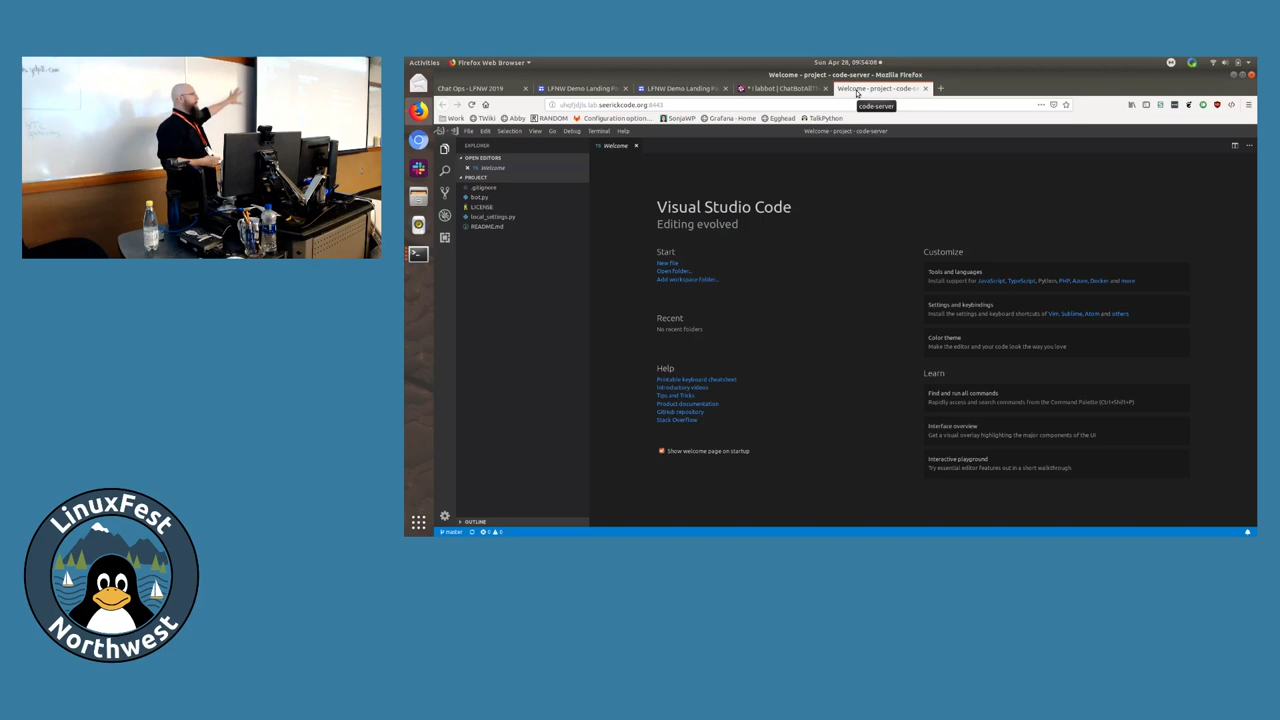 Activities
Firefox Web Browser
Sun Apr 28, 09:54:08
Welcome - project - code-server - Mozilla Firefox
Chat Ops - LFNW 2019
LFNW Demo Landing P
LFNW Demo Landing P
* | labbot | ChatBotAllTh
Welcome - project - code-se
.lab.seerickcode.org:8443
code-server
Work
TWiki
Abby
RANDOM
Configuration option...
SonjaWP
Grafana - Home
Egghead
TalkPython
File Edit Selection View Go Debug Terminal Help
Welcome - project - code-server
EXPLORER
OPEN EDITORS
Welcome
PROJECT
.gitignore
bot.py
LICENSE
local_settings.py
README.md
OUTLINE
Welcome
Visual Studio Code
Editing evolved
Start
New file
Open folder...
Add workspace folder...
Recent
No recent folders
Help
Printable keyboard cheatsheet
Introductory videos
Tips and Tricks
Product documentation
GitHub repository
Stack Overflow
Show welcome page on startup
Customize
Tools and languages
Install support for JavaScript, TypeScript, Python, PHP, Azure, Docker and more
Settings and keybindings
Install the settings and keyboard shortcuts of Vim, Sublime, Atom and others
Color theme
Make the editor and your code look the way you love
Learn
Find and run all commands
Rapidly access and search commands from the Command Palette (Ctrl+Shift+P)
Interface overview
Get a visual overlay highlighting the major components of the UI
Interactive playground
Try essential editor features out in a short walkthrough
master
0
0
LinuxFest
Northwest